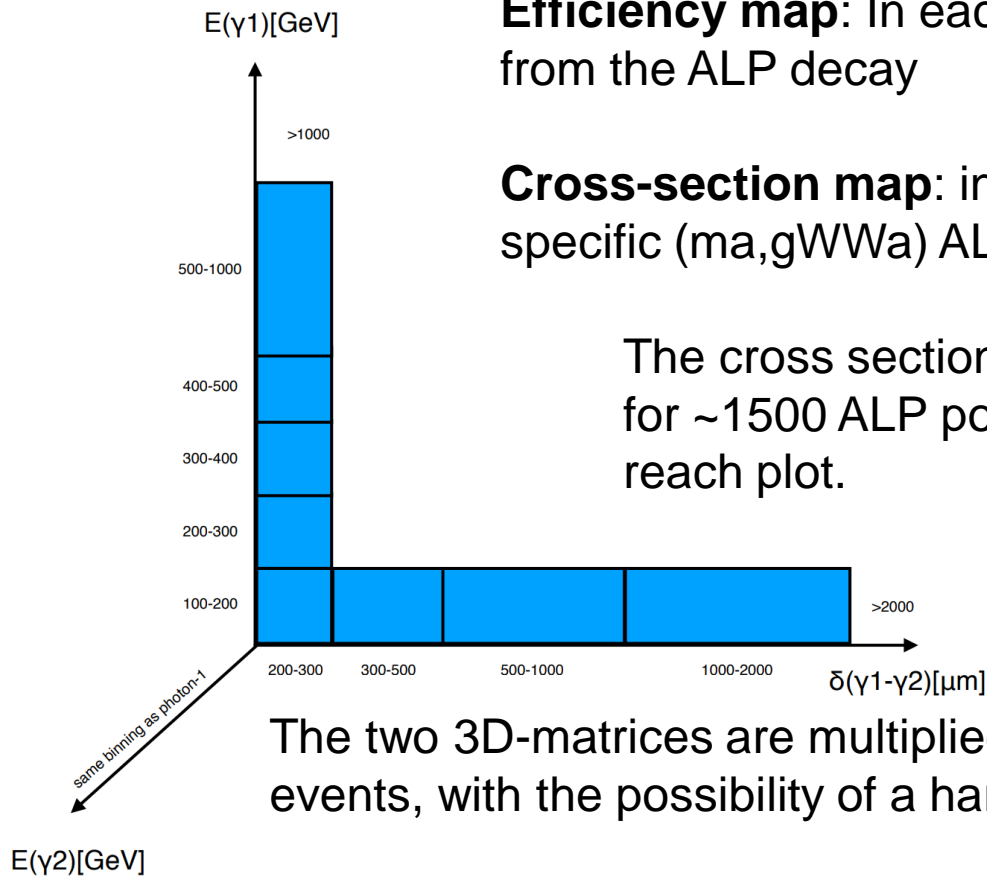 E(γ1)[GeV]
Efficiency map: In eac
from the ALP decay
>1000
Cross-section map: in
specific (ma,gWWa) AL
500-1000
The cross section
400-500
for ~1500 ALP po
300-400
reach plot.
200-300
100-200
>2000
200-300 300-500 500-1000 1000-2000
δ(γ1-γ2)[μm]
same binning as photon-1
The two 3D-matrices are multiplied
events, with the possibility of a har
E(γ2)[GeV]